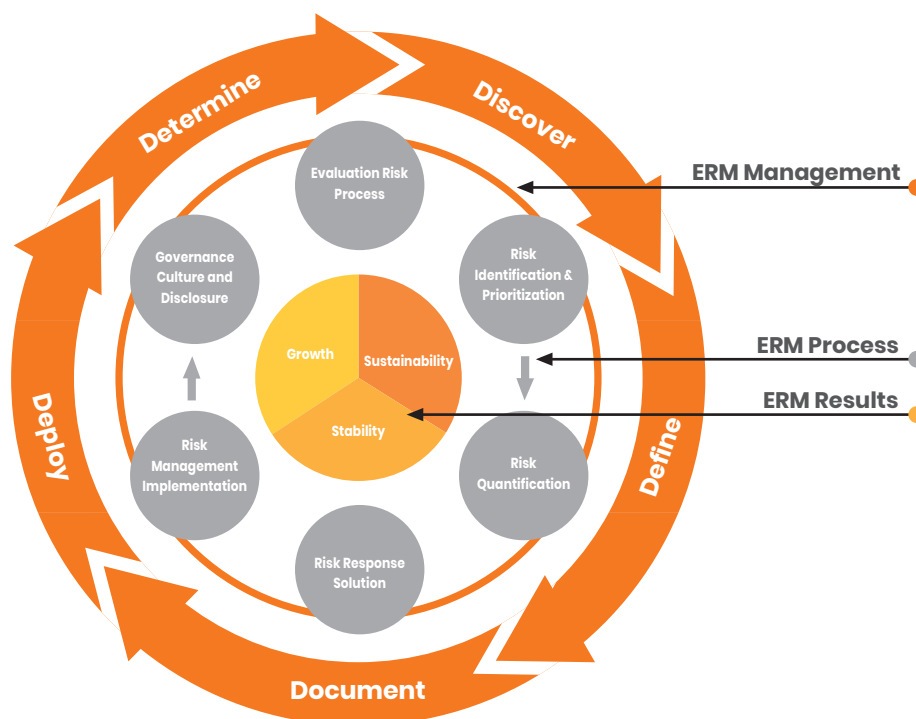 Determine
Discover
ERM Management
Evaluation Risk
Process
Governance
Culture and
Disclosure
Risk
Identification &
Prioritization
ERM Process
Growth
Sustainability
ERM Results
Stability
Deploy
Define
Risk
Management
Implementation
Risk
Quantification
Risk Response
Solution
Document